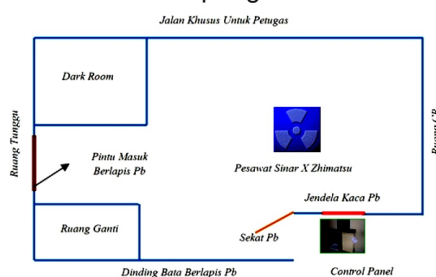 Jalan Khusus Untuk Petugas
Dark Room
Ruang Tunggu
Pintu Masuk
Berlapis Pb
Pesawat Sinar X Zhimatsu
Jendela Kaca Pb
Ruang Ganti
Sekat Pb
Dinding Bata Berlapis Pb
Control Panel